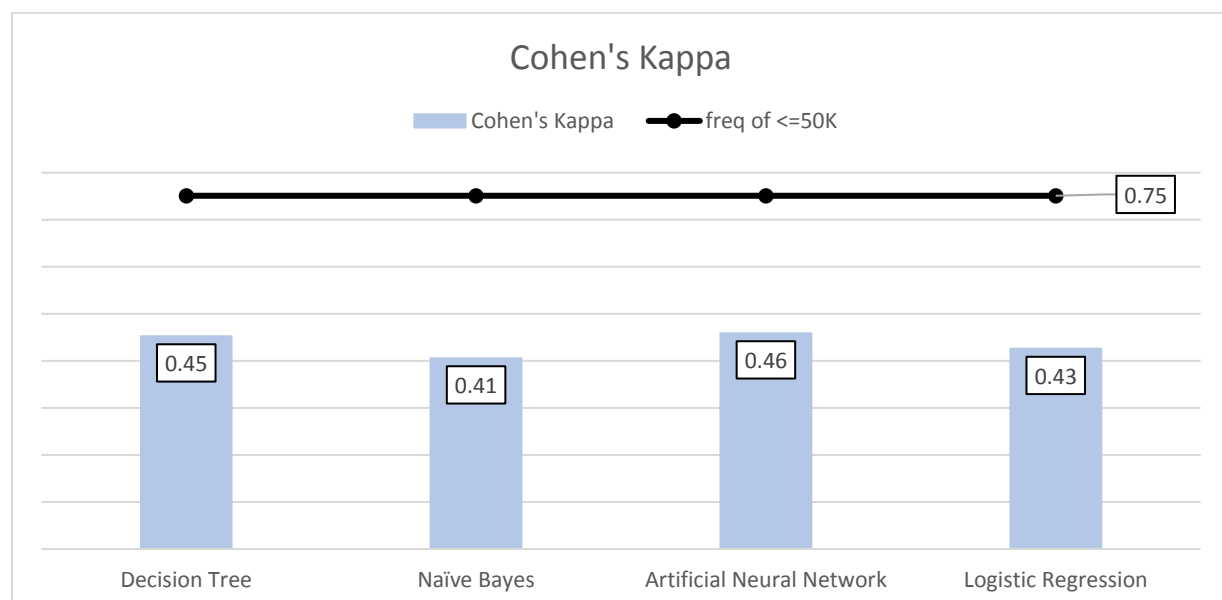 Cohen's Kappa
Cohen's Kappa freq of <=50K
0.75
0.45 0.41 0.46 0.43
Decision Tree Naïve Bayes Artificial Neural Network Logistic Regression